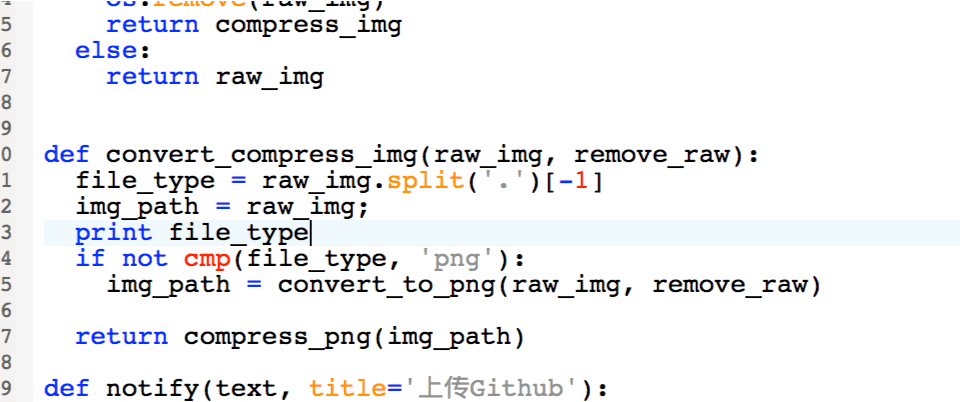 4 os.remove(raw_img)
5 return compress_img
6 else:
7 return raw_img
8
9
0 def convert_compress_img(raw_img, remove_raw):
1 file_type = raw_img.split('.')[-1]
2 img_path = raw_img;
3 print file_type
4 if not cmp(file_type, 'png'):
5 img_path = convert_to_png(raw_img, remove_raw)
6
7 return compress_png(img_path)
8
9 def notify(text, title='上传Github'):